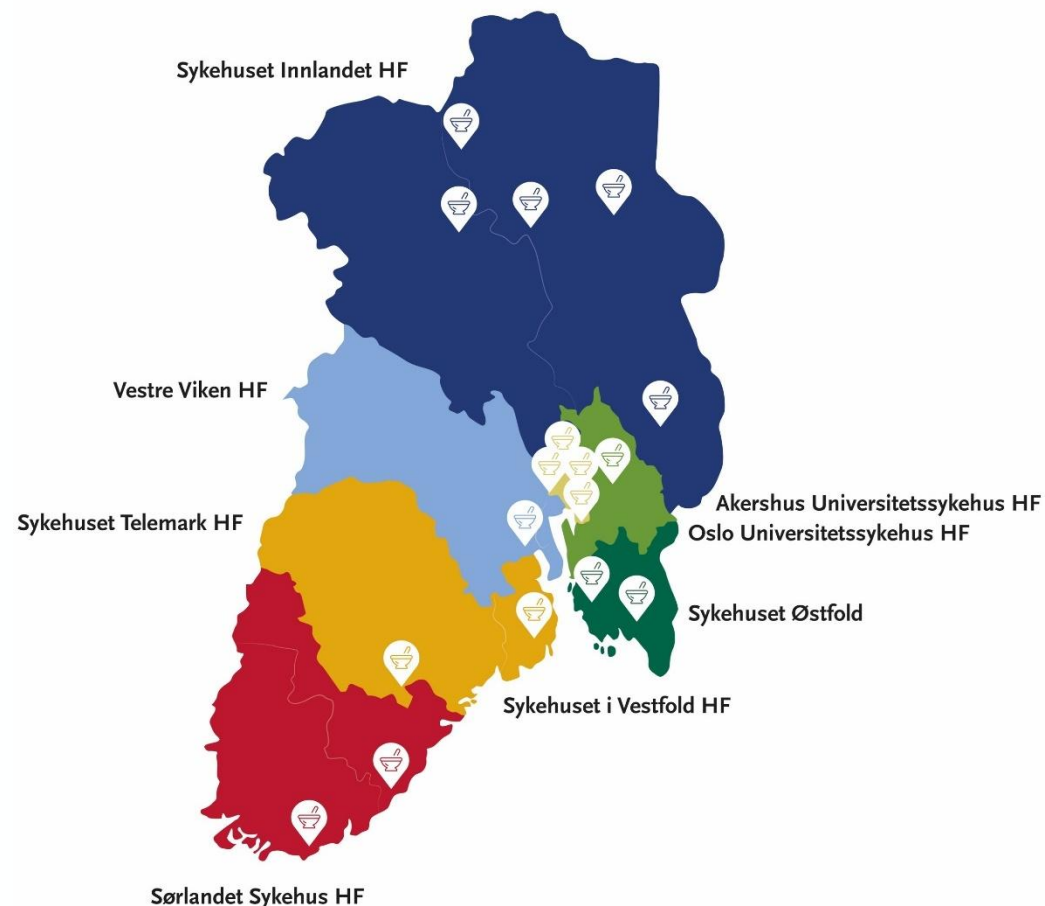 Sykehuset Innlandet HF
Vestre Viken HF
Sykehuset Telemark HF
Akershus Universitetssykehus HF
Oslo Universitetssykehus HF
Sykehuset Østfold
Sykehuset i Vestfold HF
Sørlandet Sykehus HF